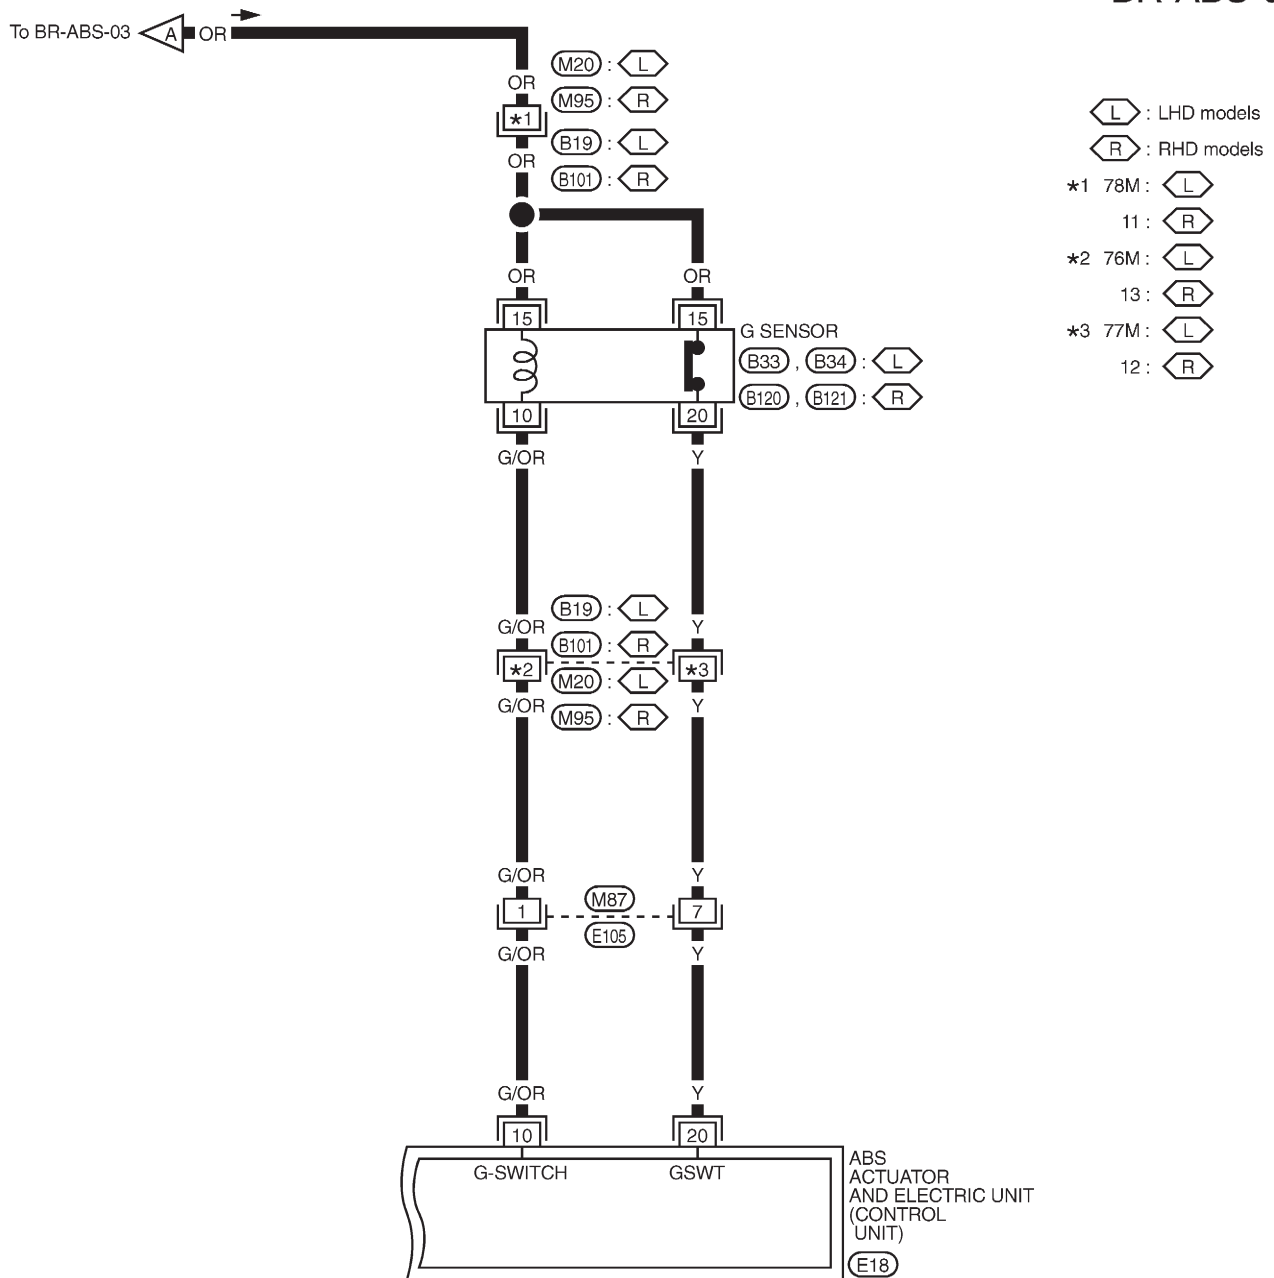 To BR-ABS-03 A OR
OR
M20 : L
M95 : R
*1
B19 : L
OR
B101 : R
L : LHD models
R : RHD models
*1 78M : L
11 : R
*2 76M : L
13 : R
*3 77M : L
12 : R
OR OR
15 15
G SENSOR
B33 , B34 : L
B120 , B121 : R
10 20
G/OR Y
B19 : L
G/OR Y
B101 : R
*2 *3
M20 : L
G/OR Y
M95 : R
G/OR Y
M87
1 7
E105
G/OR Y
G/OR Y
10 20
G-SWITCH GSWT
ABS
ACTUATOR
AND ELECTRIC UNIT
(CONTROL
UNIT)
E18